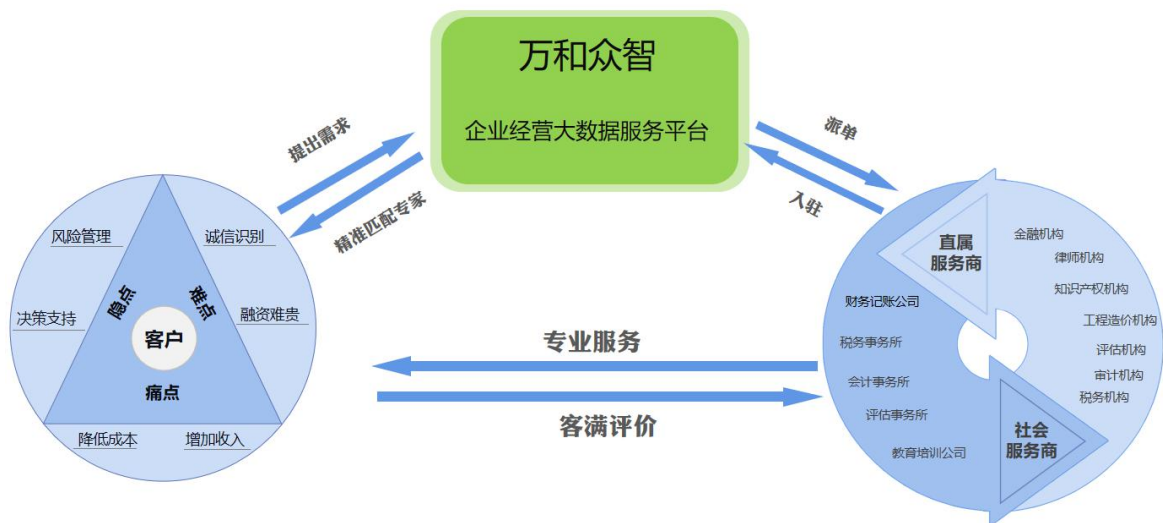 万和众智
企业经营大数据服务平台
提出需求
精准匹配专家
派单
入驻
风险管理
诚信识别
决策支持
融资难贵
隐点
难点
客户
痛点
降低成本
增加收入
专业服务
客满评价
直属
服务商
财务记账公司
税务事务所
会计事务所
评估事务所
教育培训公司
金融机构
律师机构
知识产权机构
工程造价机构
评估机构
审计机构
税务机构
社会
服务商